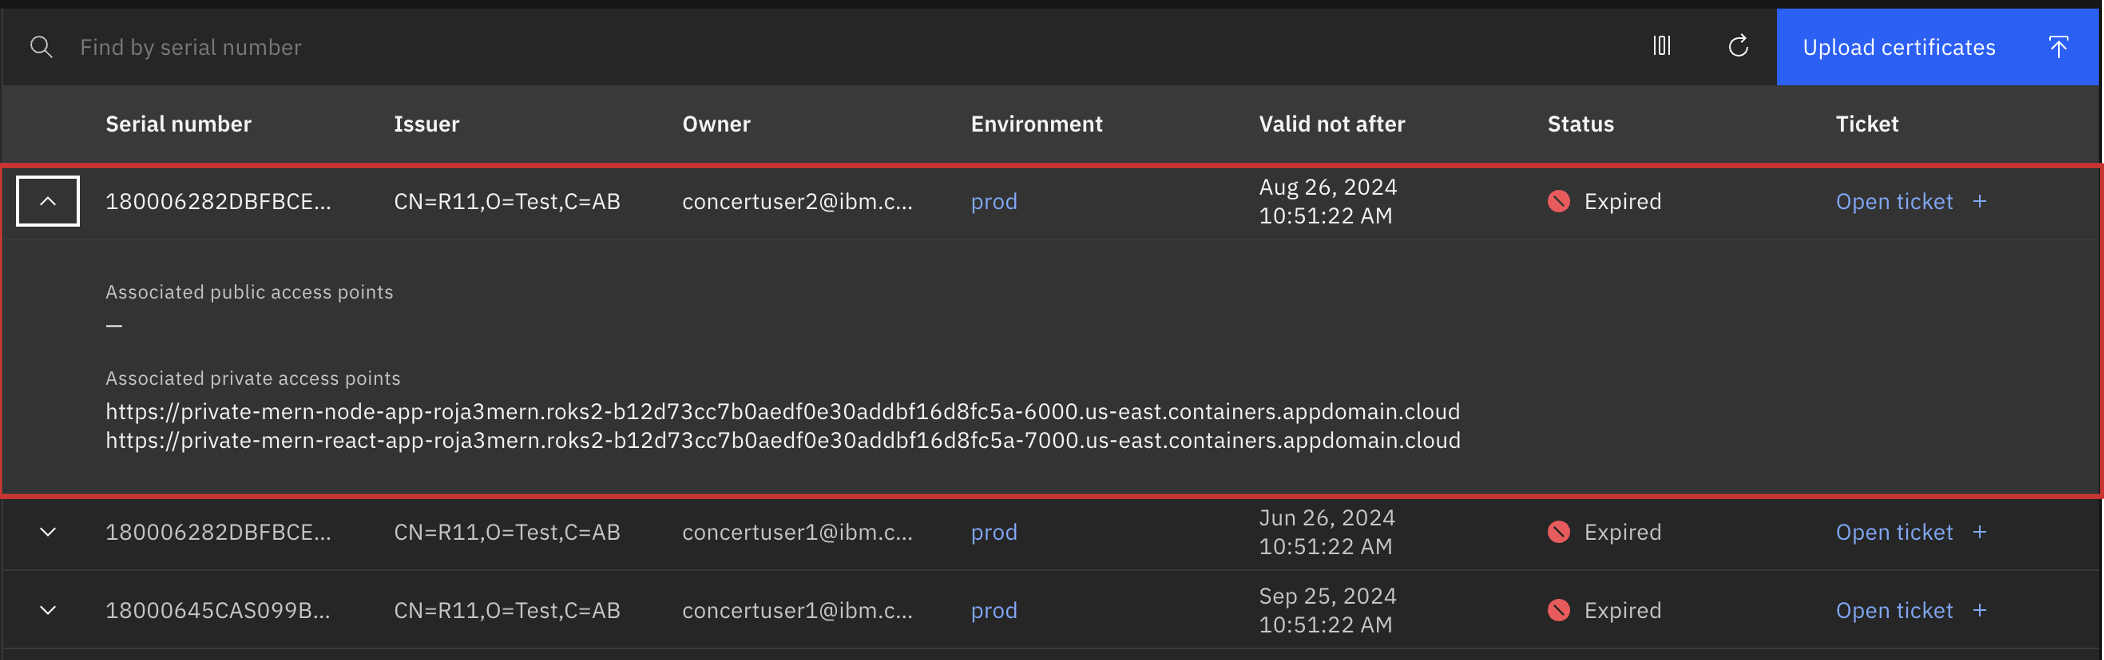 Find by serial number
Upload certificates
Serial number Issuer Owner Environment Valid not after Status Ticket
180006282DBFBCE... CN=R11,O=Test,C=AB concertuser2@ibm.c... prod Aug 26, 2024 10:51:22 AM Expired Open ticket +
Associated public access points
—
Associated private access points
https://private-mern-node-app-roja3mern.roks2-b12d73cc7b0aedf0e30addbf16d8fc5a-6000.us-east.containers.appdomain.cloud
https://private-mern-react-app-roja3mern.roks2-b12d73cc7b0aedf0e30addbf16d8fc5a-7000.us-east.containers.appdomain.cloud
180006282DBFBCE... CN=R11,O=Test,C=AB concertuser1@ibm.c... prod Jun 26, 2024 10:51:22 AM Expired Open ticket +
18000645CAS099B... CN=R11,O=Test,C=AB concertuser1@ibm.c... prod Sep 25, 2024 10:51:22 AM Expired Open ticket +